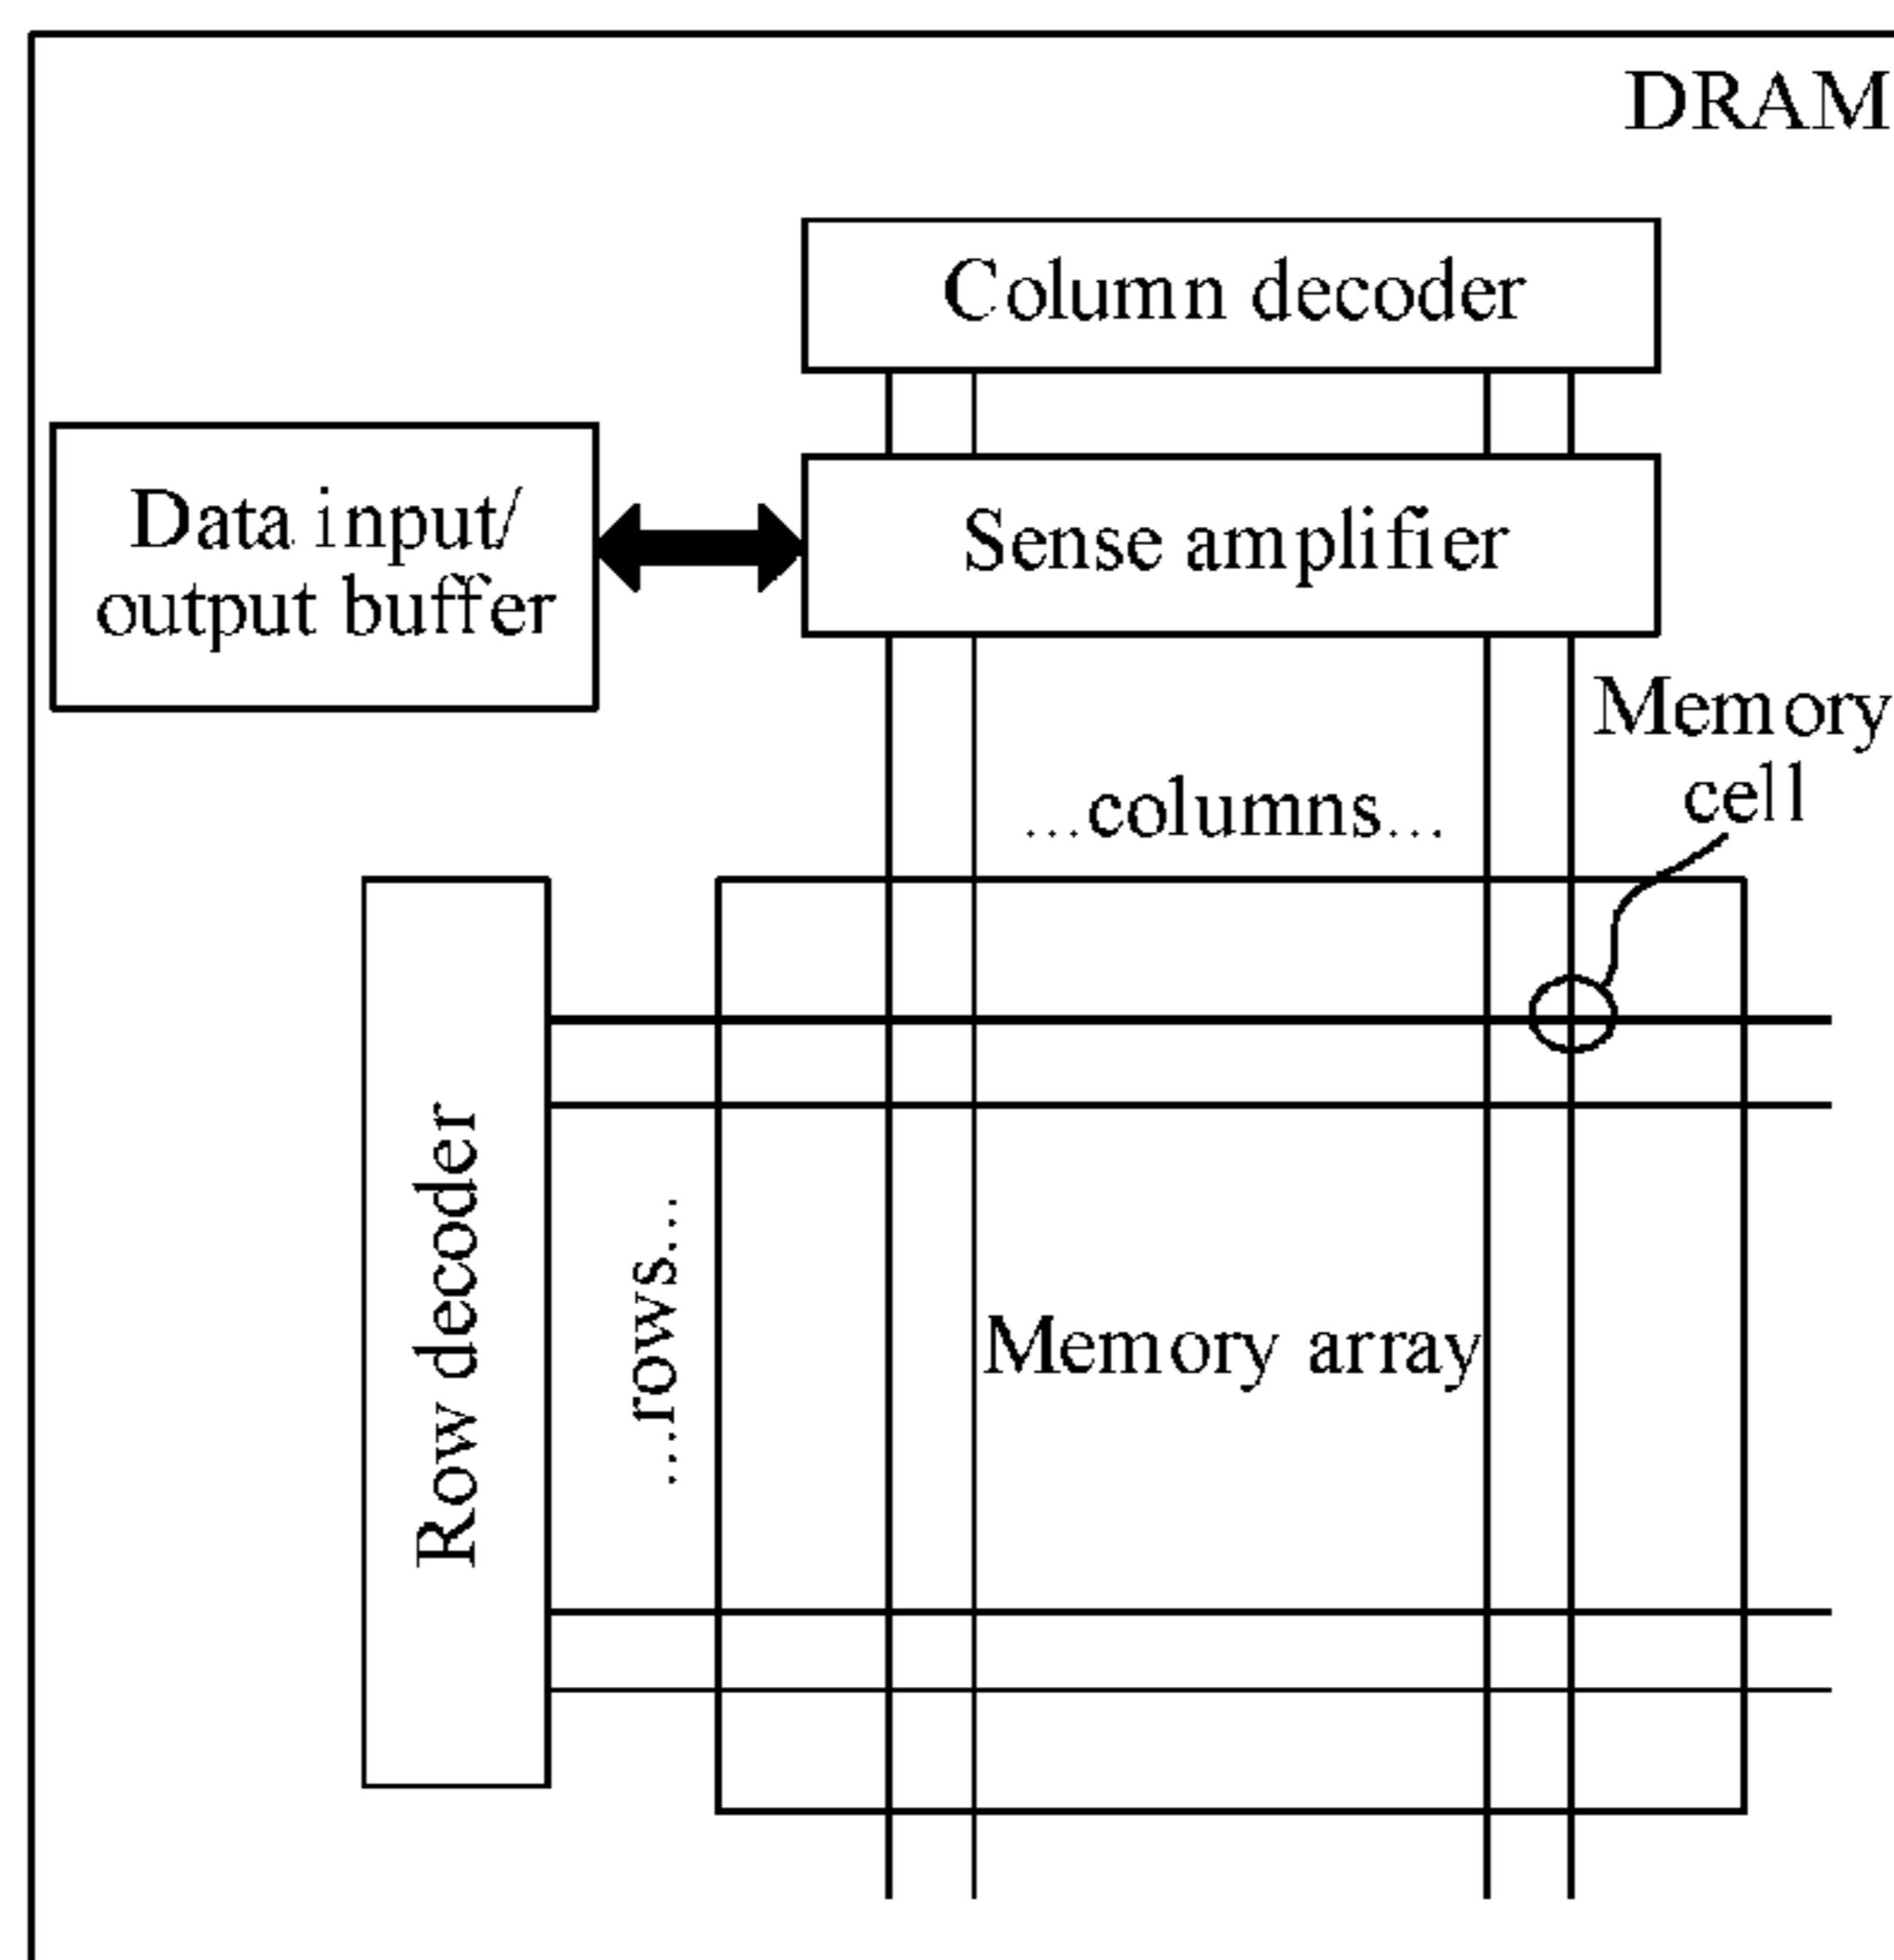 DRAM
Column decoder
Data input/
output buffer
Sense amplifier
Memory
cell
...columns...
Row decoder
...rows...
Memory array